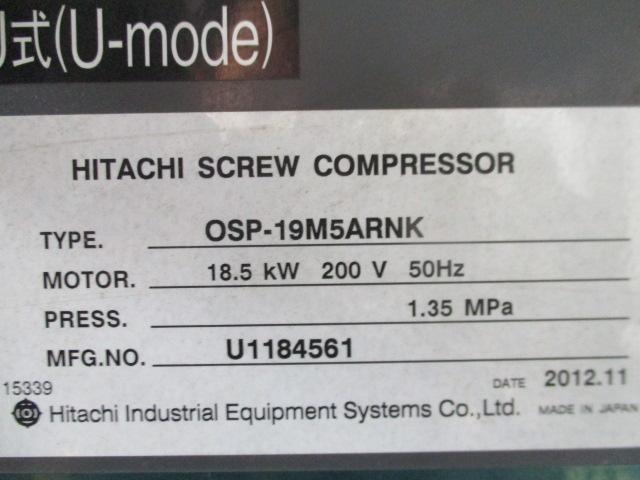 式(U-mode)
HITACHI SCREW COMPRESSOR
TYPE. OSP-19M5ARNK
MOTOR. 18.5 kW 200 V 50Hz
PRESS. 1.35 MPa
MFG.NO. U1184561
15339 DATE 2012.11
Hitachi Industrial Equipment Systems Co.,Ltd. MADE IN JAPAN